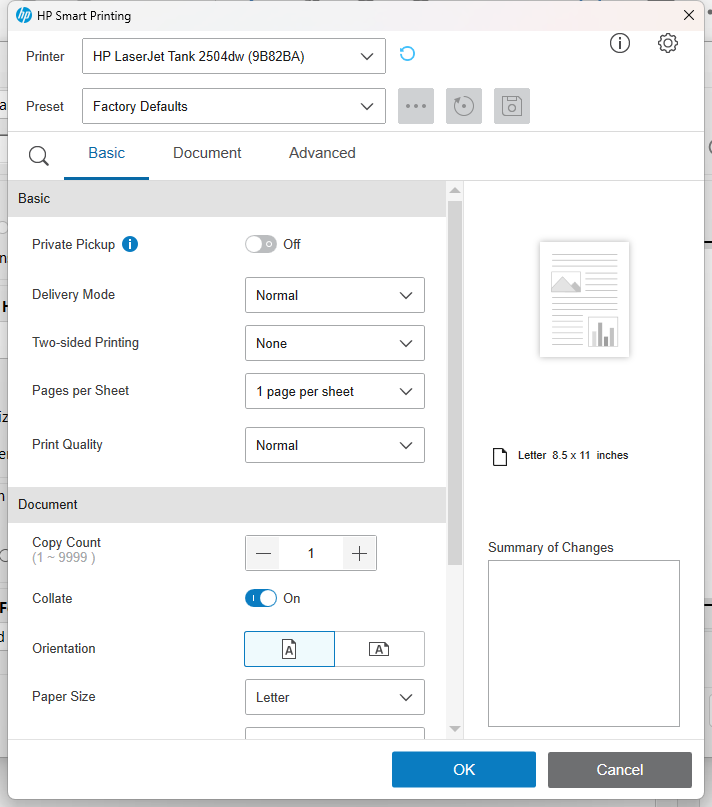 hp HP Smart Printing
Printer HP LaserJet Tank 2504dw (9B82BA)
Preset Factory Defaults
Basic Document Advanced
Basic
Private Pickup i Off
Delivery Mode Normal
Two-sided Printing None
Pages per Sheet 1 page per sheet
Print Quality Normal
Letter 8.5 x 11 inches
Document
Copy Count 1
(1 ~ 9999 )
Summary of Changes
Collate On
Orientation A A
Paper Size Letter
OK Cancel